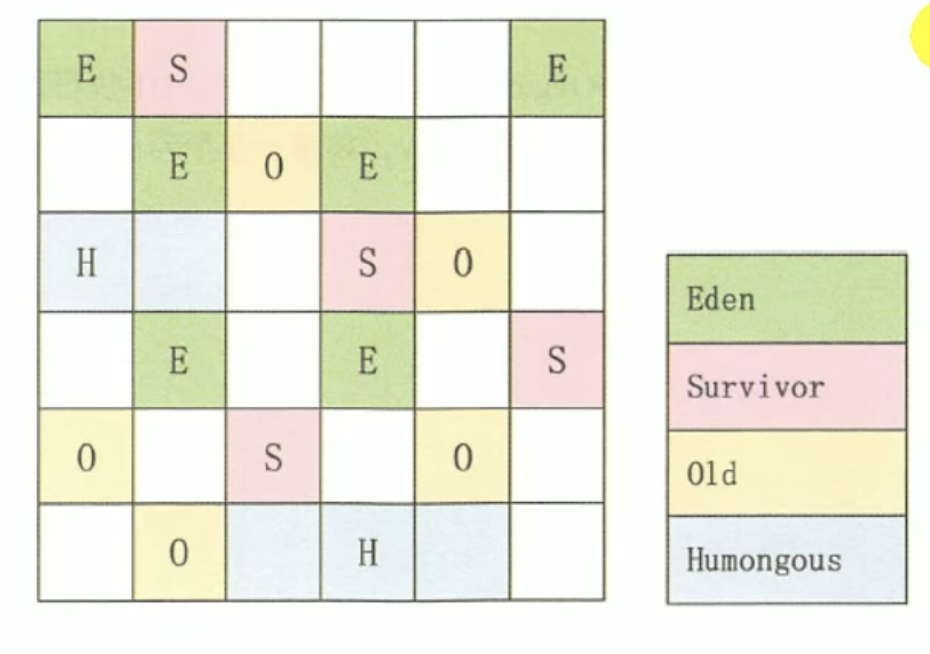 E S E
E O E
H S O
E E S
O S O
O H
Eden
Survivor
Old
Humongous